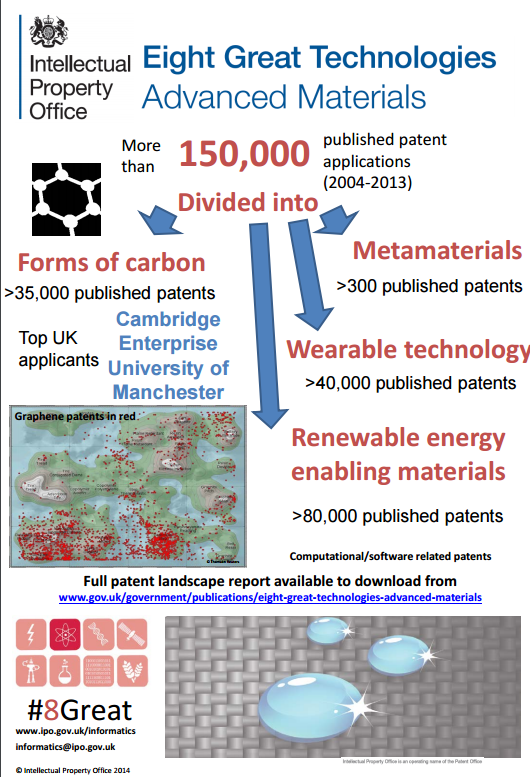 Intellectual
Property
Office
Eight Great Technologies
Advanced Materials
More
than
150,000
published patent
applications
(2004-2013)
Divided into
Forms of carbon
>35,000 published patents
Top UK
applicants
Cambridge
Enterprise
University of
Manchester
Metamaterials
>300 published patents
Wearable technology
>40,000 published patents
Graphene patents in red
© Thomson Reuters
Renewable energy
enabling materials
>80,000 published patents
Computational/software related patents
Full patent landscape report available to download from
www.gov.uk/government/publications/eight-great-technologies-advanced-materials
#8Great
www.ipo.gov.uk/informatics
informatics@ipo.gov.uk
Intellectual Property Office is an operating name of the Patent Office
© Intellectual Property Office 2014